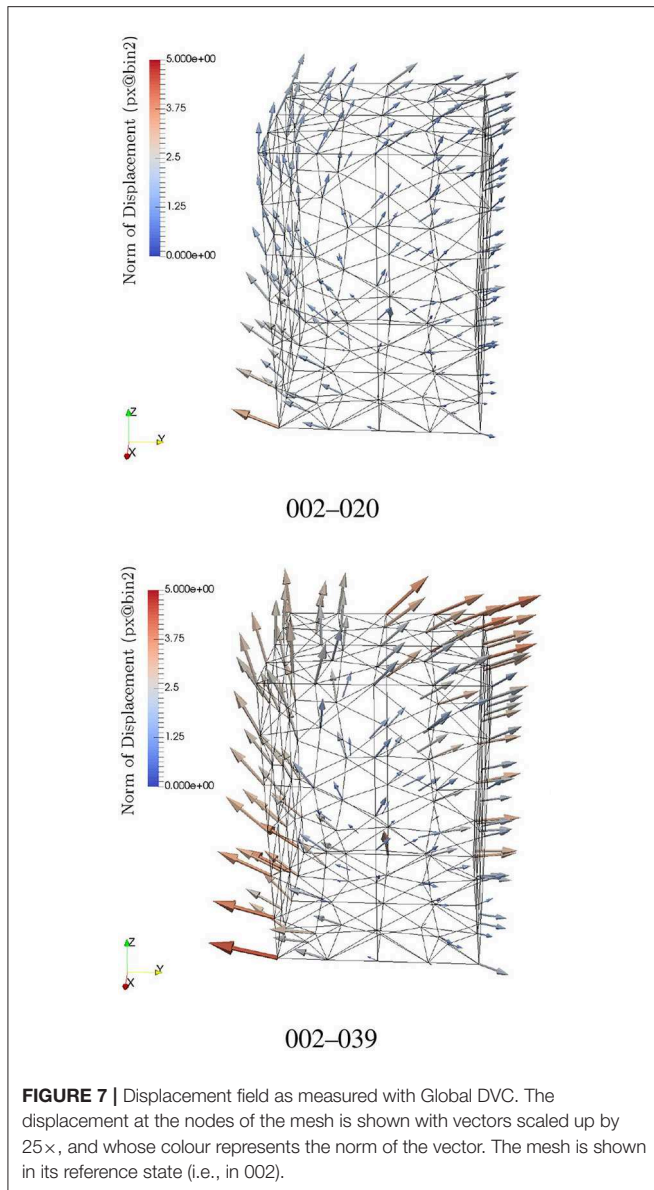 Norm of Displacement (px@bin2)
5.000e+00
3.75
2.5
1.25
0.000e+00
Z
Y
X
002–020
Norm of Displacement (px@bin2)
5.000e+00
3.75
2.5
1.25
0.000e+00
Z
Y
X
002–039
FIGURE 7 | Displacement field as measured with Global DVC. The
displacement at the nodes of the mesh is shown with vectors scaled up by
25×, and whose colour represents the norm of the vector. The mesh is shown
in its reference state (i.e., in 002).